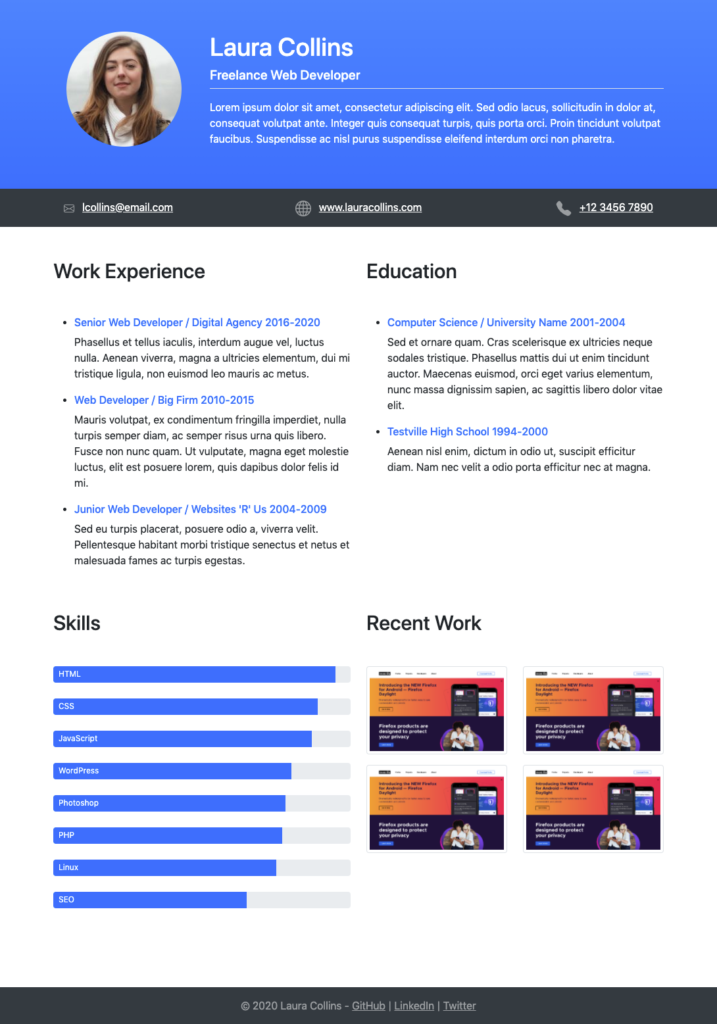 Laura Collins
Freelance Web Developer
Lorem ipsum dolor sit amet, consectetur adipiscing elit. Sed odio lacus, sollicitudin in dolor at,
consequat volutpat ante. Integer quis consequat turpis, quis porta orci. Proin tincidunt volutpat
faucibus. Suspendisse ac nisl purus suspendisse eleifend interdum orci non pharetra.
lcollins@email.com
www.lauracollins.com
+12 3456 7890
Work Experience
Senior Web Developer / Digital Agency 2016-2020
Phasellus et tellus iaculis, interdum augue vel, luctus
nulla. Aenean viverra, magna a ultricies elementum, dui mi
tristique ligula, non euismod leo mauris ac metus.
Web Developer / Big Firm 2010-2015
Mauris volutpat, ex condimentum fringilla imperdiet, nulla
turpis semper diam, ac semper risus urna quis libero.
Fusce non nunc quam. Ut vulputate, magna eget molestie
luctus, elit est posuere lorem, quis dapibus dolor felis id
mi.
Junior Web Developer / Websites 'R' Us 2004-2009
Sed eu turpis placerat, posuere odio a, viverra velit.
Pellentesque habitant morbi tristique senectus et netus et
malesuada fames ac turpis egestas.
Education
Computer Science / University Name 2001-2004
Sed et ornare quam. Cras scelerisque ex ultricies neque
sodales tristique. Phasellus mattis dui ut enim tincidunt
auctor. Maecenas euismod, orci eget varius elementum,
nunc massa dignissim sapien, ac sagittis libero dolor vitae
elit.
Testville High School 1994-2000
Aenean nisl enim, dictum in odio ut, suscipit efficitur
diam. Nam nec velit a odio porta efficitur nec at magna.
Skills
HTML
CSS
JavaScript
WordPress
Photoshop
PHP
Linux
SEO
Recent Work
Introducing the NEW Firefox
for Android — Firefox
Daylight
Firefox products are
designed to protect
your privacy
Introducing the NEW Firefox
for Android — Firefox
Daylight
Firefox products are
designed to protect
your privacy
Introducing the NEW Firefox
for Android — Firefox
Daylight
Firefox products are
designed to protect
your privacy
Introducing the NEW Firefox
for Android — Firefox
Daylight
Firefox products are
designed to protect
your privacy
© 2020 Laura Collins - GitHub | LinkedIn | Twitter